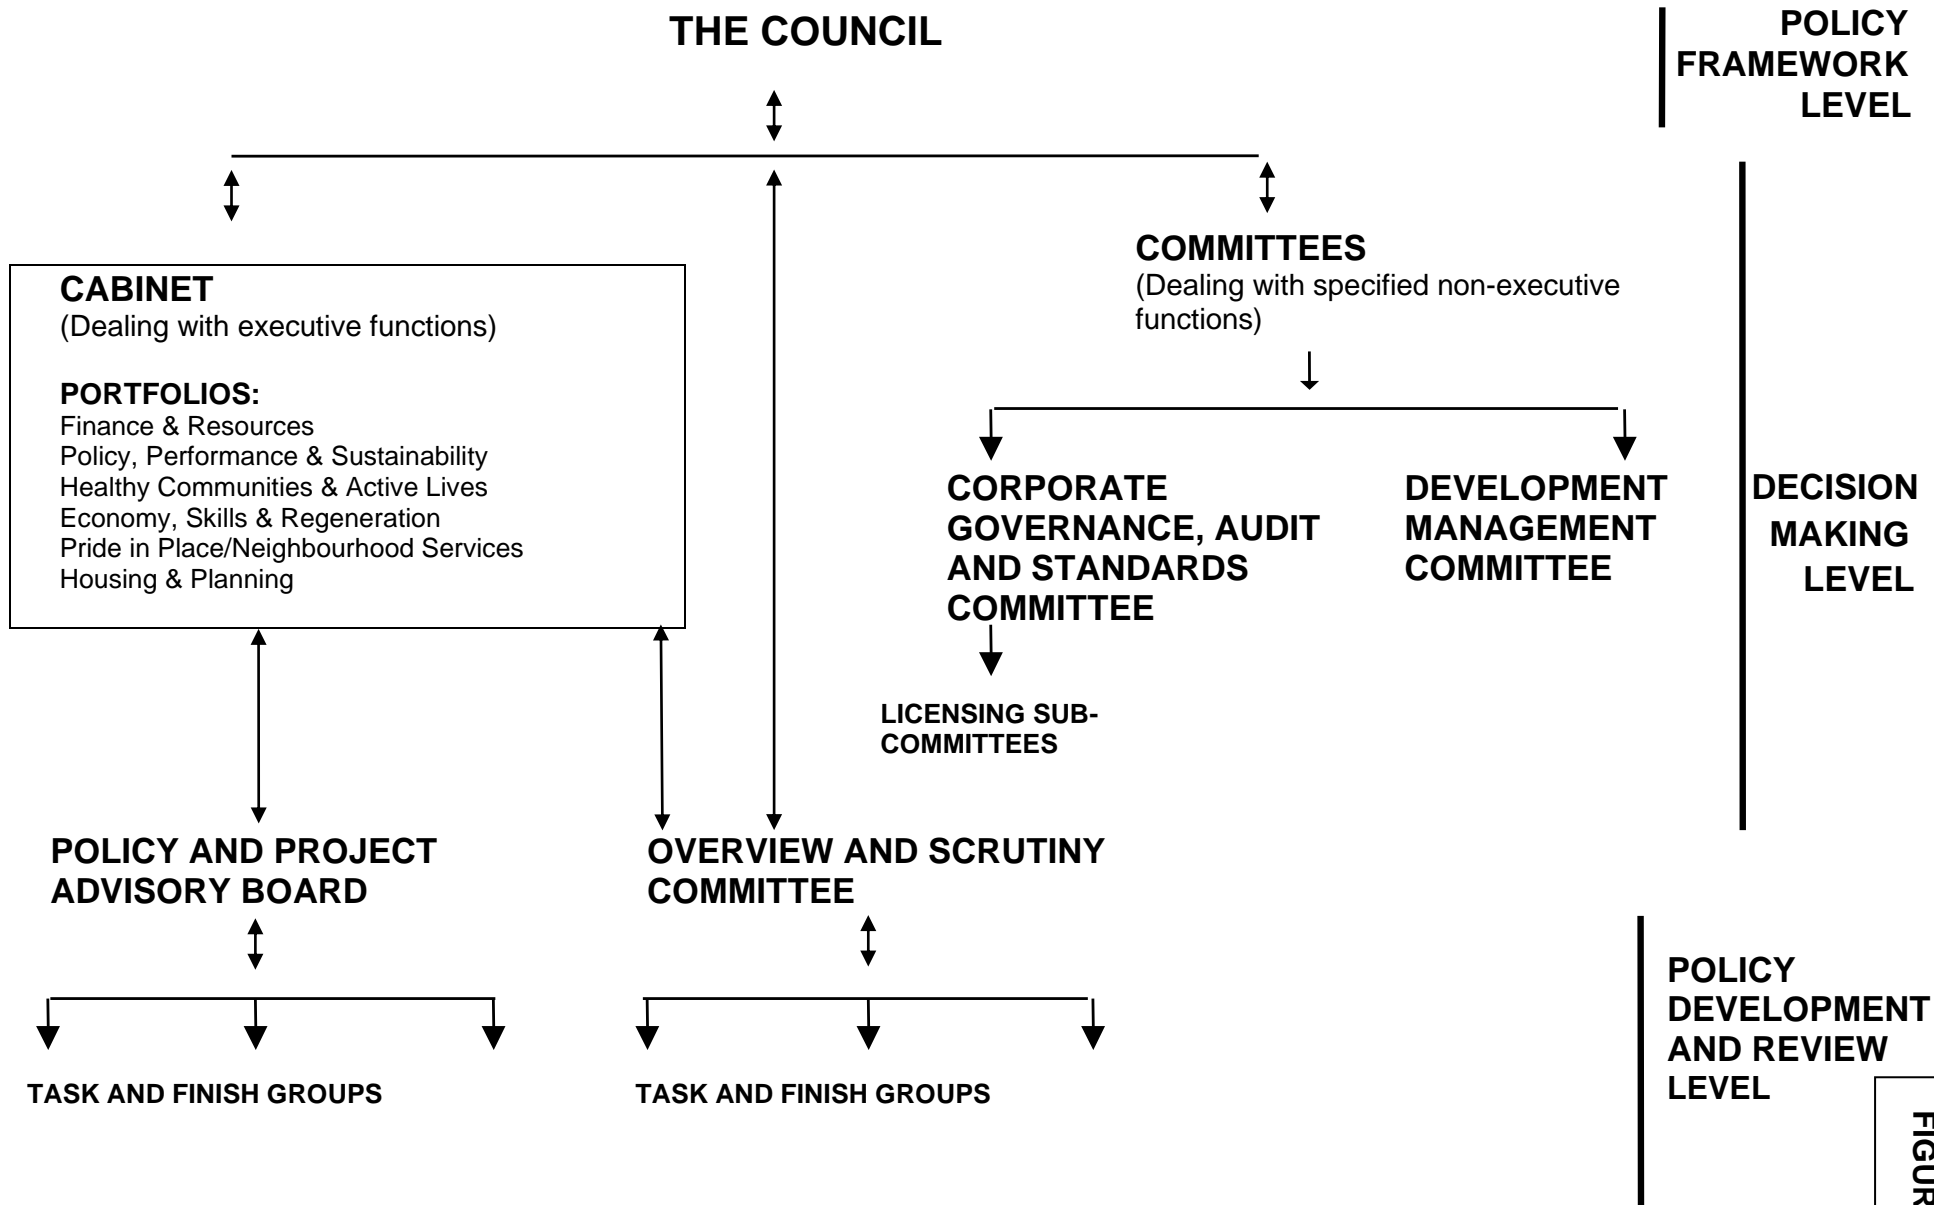 THE COUNCIL
POLICY
FRAMEWORK
LEVEL
CABINET
(Dealing with executive functions)
PORTFOLIOS:
Finance & Resources
Policy, Performance & Sustainability
Healthy Communities & Active Lives
Economy, Skills & Regeneration
Pride in Place/Neighbourhood Services
Housing & Planning
COMMITTEES
(Dealing with specified non-executive
functions)
CORPORATE
GOVERNANCE, AUDIT
AND STANDARDS
COMMITTEE
DEVELOPMENT
MANAGEMENT
COMMITTEE
DECISION
MAKING
LEVEL
LICENSING SUB-
COMMITTEES
POLICY AND PROJECT
ADVISORY BOARD
OVERVIEW AND SCRUTINY
COMMITTEE
TASK AND FINISH GROUPS
TASK AND FINISH GROUPS
POLICY
DEVELOPMENT
AND REVIEW
LEVEL